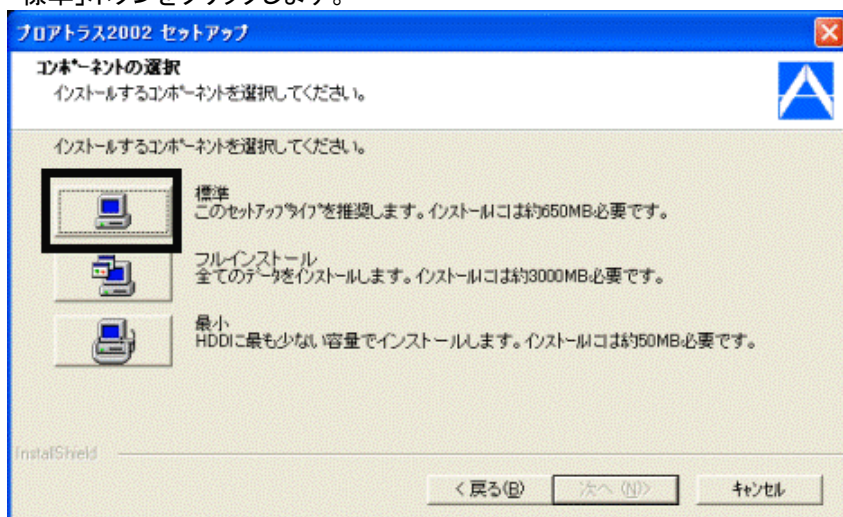 標準」ボタンをクリックします。
プロアトラス2002 セットアップ
コンポーネントの選択
インストールするコンポーネントを選択してください。
インストールするコンポーネントを選択してください。
標準
このセットアップタイプを推奨します。インストールには約650MB必要です。
フルインストール
全てのデータをインストールします。インストールには約3000MB必要です。
最小
HDDに最も少ない容量でインストールします。インストールには約50MB必要です。
InstallShield
< 戻る(B)
次へ (N)>
キャンセル